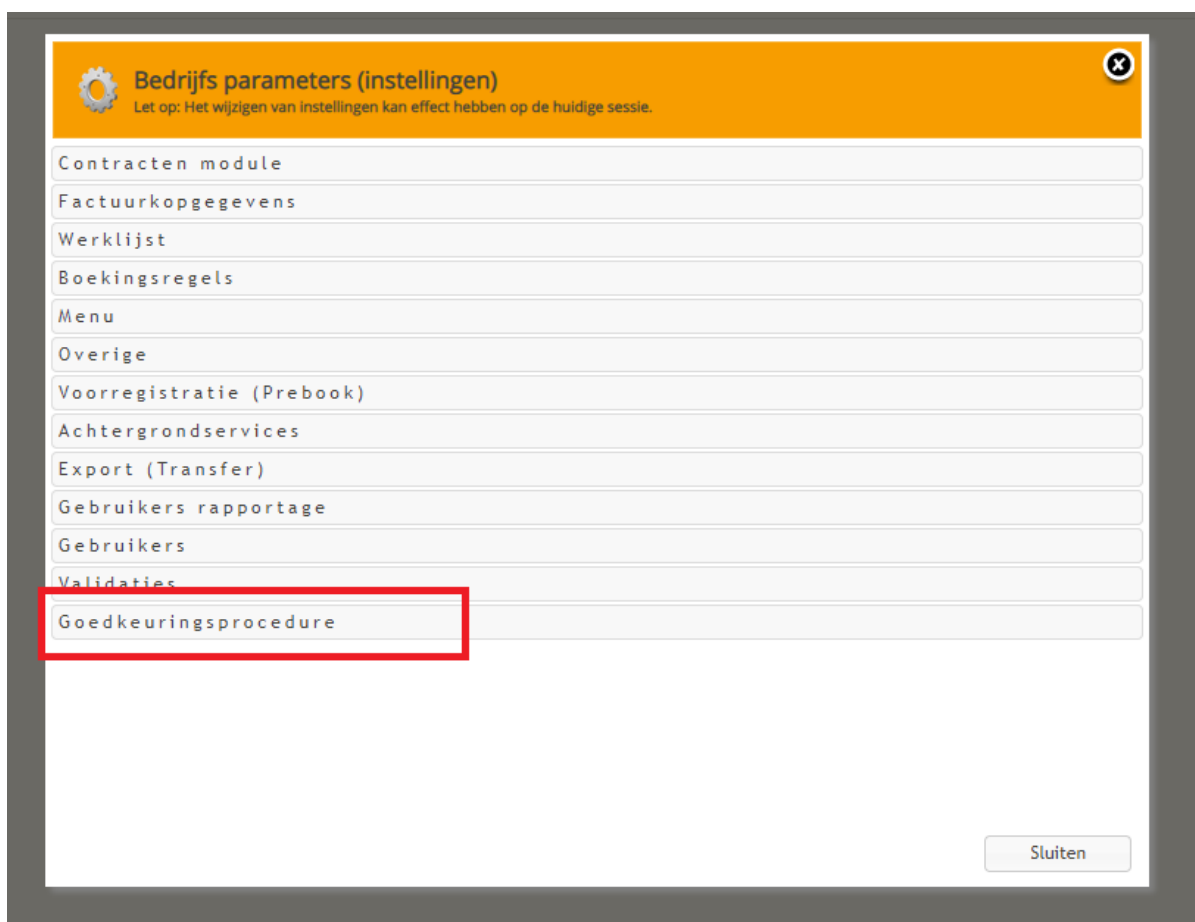 Bedrijfs parameters (instellingen)
Let op: Het wijzigen van instellingen kan effect hebben op de huidige sessie.
Contracten module
Factuurkopgegevens
Werklijst
Boekingsregels
Menu
Overige
Voorregistratie (Prebook)
Achtergrondservices
Export (Transfer)
Gebruikers rapportage
Gebruikers
Validaties
Goedkeuringsprocedure
Sluiten